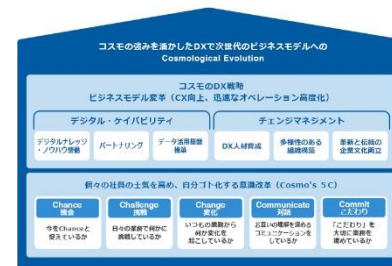 コスモの強みを活かしたDXで次世代のビジネスモデルへの
Cosmological Evolution
コスモのDX戦略
ビジネスモデル変革（CX向上、迅速なオペレーション高度化）
デジタル・ケイパビリティ
チェンジマネジメント
デジタルナレッジ
・ノウハウ整備
パートナリング
データ活用基盤
構築
DX人材育成
多様性のある
組織構築
革新と伝統の
企業文化両立
個々の社員の士気を高め、自分ゴト化する意識改革（Cosmo's 5C）
Chance
機会
今をChanceと
捉えているか
Challenge
挑戦
日々の業務で何かに
挑戦しているか
Change
変化
いつもの業務から
何か変化を
起こしているか
Communicate
対話
お互いの理解を深める
コミュニケーションを
しているか
Commit
こだわり
「こだわり」を
大切に業務を
進めているか